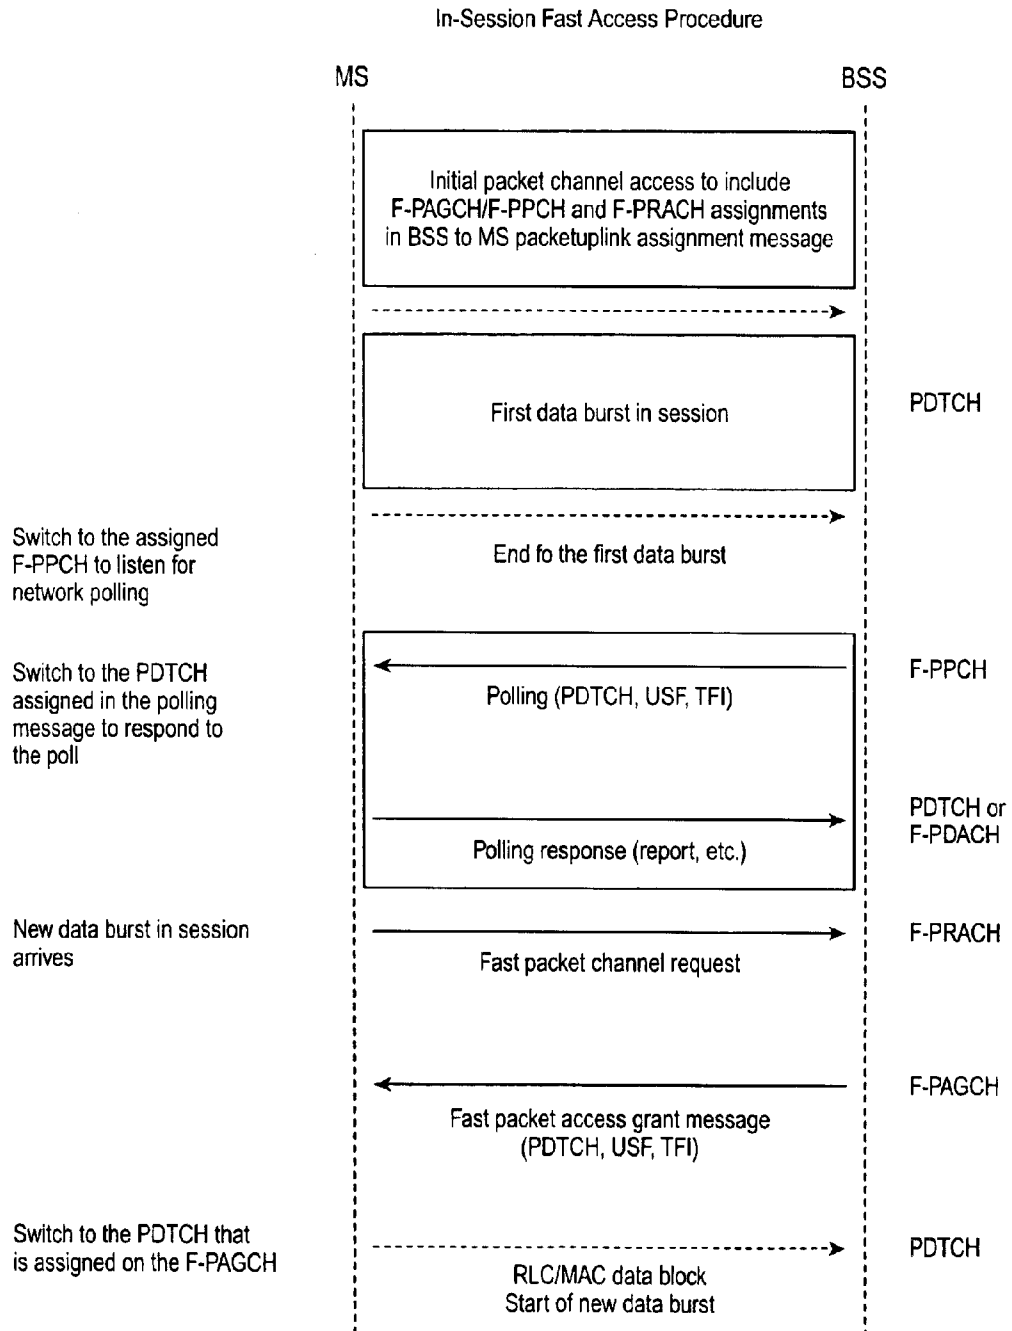 In-Session Fast Access Procedure
MS
BSS
Initial packet channel access to include
F-PAGCH/F-PPCH and F-PRACH assignments
in BSS to MS packetuplink assignment message
First data burst in session
PDTCH
Switch to the assigned
F-PPCH to listen for
network polling
End fo the first data burst
Switch to the PDTCH
assigned in the polling
message to respond to
the poll
Polling (PDTCH, USF, TFI)
F-PPCH
Polling response (report, etc.)
PDTCH or
F-PDACH
New data burst in session
arrives
Fast packet channel request
F-PRACH
Fast packet access grant message
(PDTCH, USF, TFI)
F-PAGCH
Switch to the PDTCH that
is assigned on the F-PAGCH
RLC/MAC data block
Start of new data burst
PDTCH